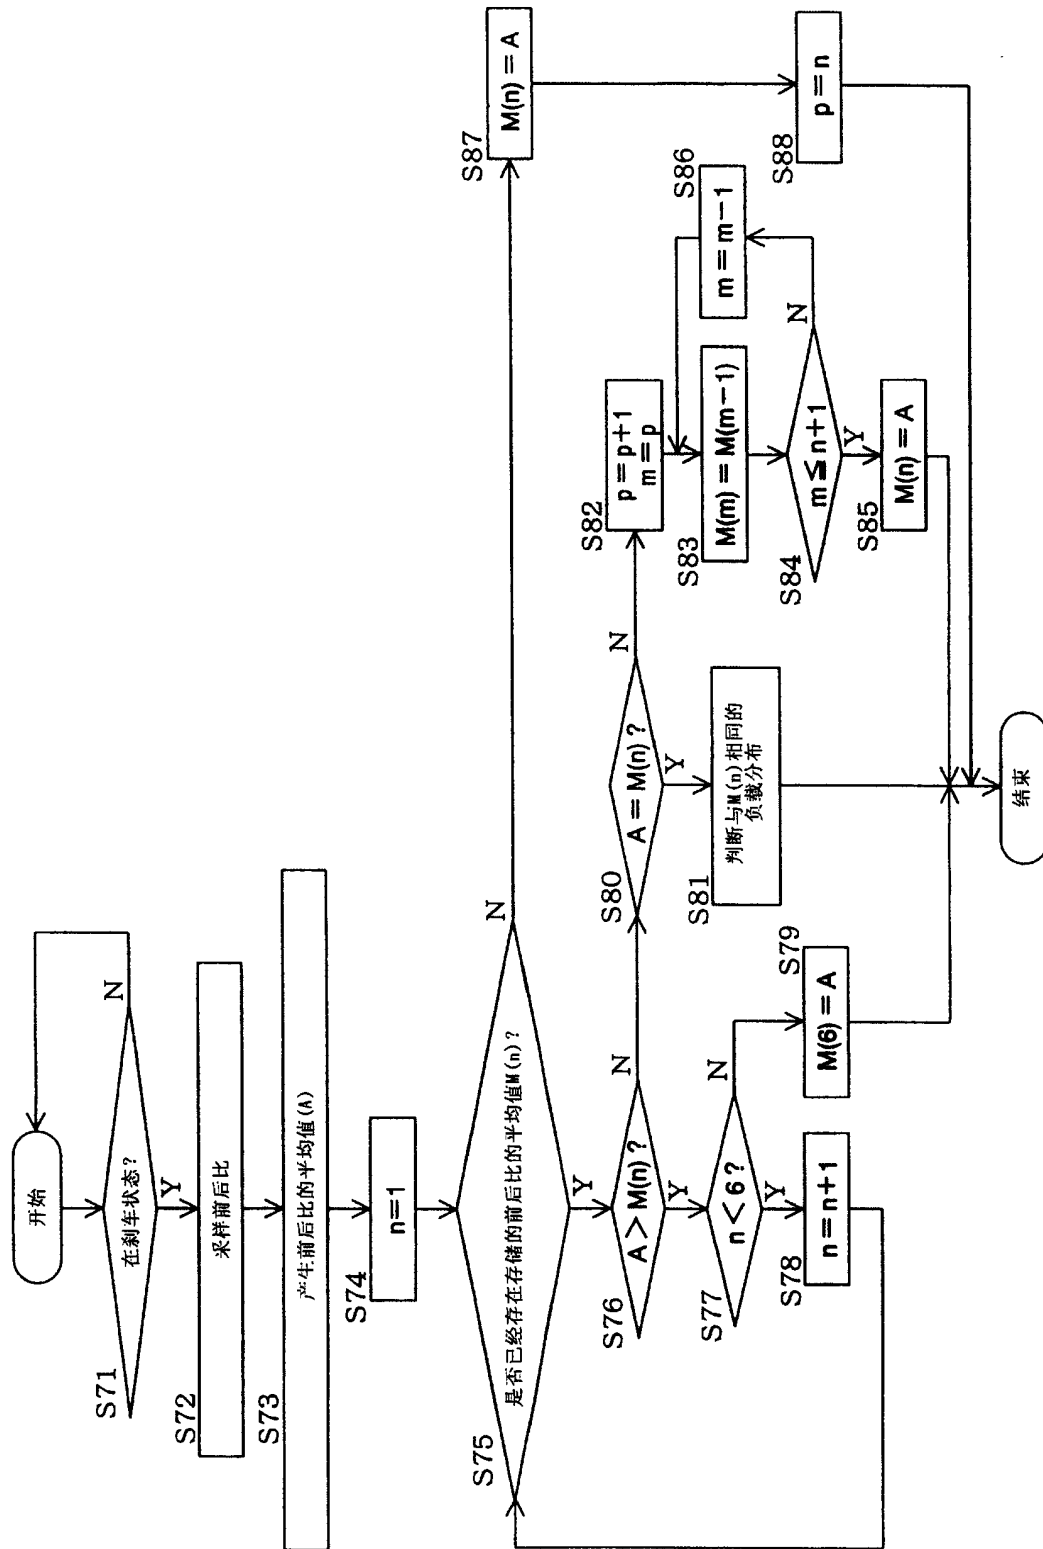 开始
S71
在刹车状态?
N
Y
S72
采样前后比
S73
产生前后比的平均值(A)
S74
n=1
S75
是否已经存在存储的前后比的平均值M(n)?
N
Y
S76
A＞M(n)?
N
Y
S77
n＜6?
N
Y
S78
n=n+1
S79
M(6)=A
S80
A=M(n)?
N
Y
S81
判断与M(n)相同的
负载分布
S82
p=p+1
m=p
S83
M(m)=M(m−1)
S84
m≦n+1
N
Y
S85
M(n)=A
S86
m=m−1
S87
M(n)=A
S88
p=n
结束